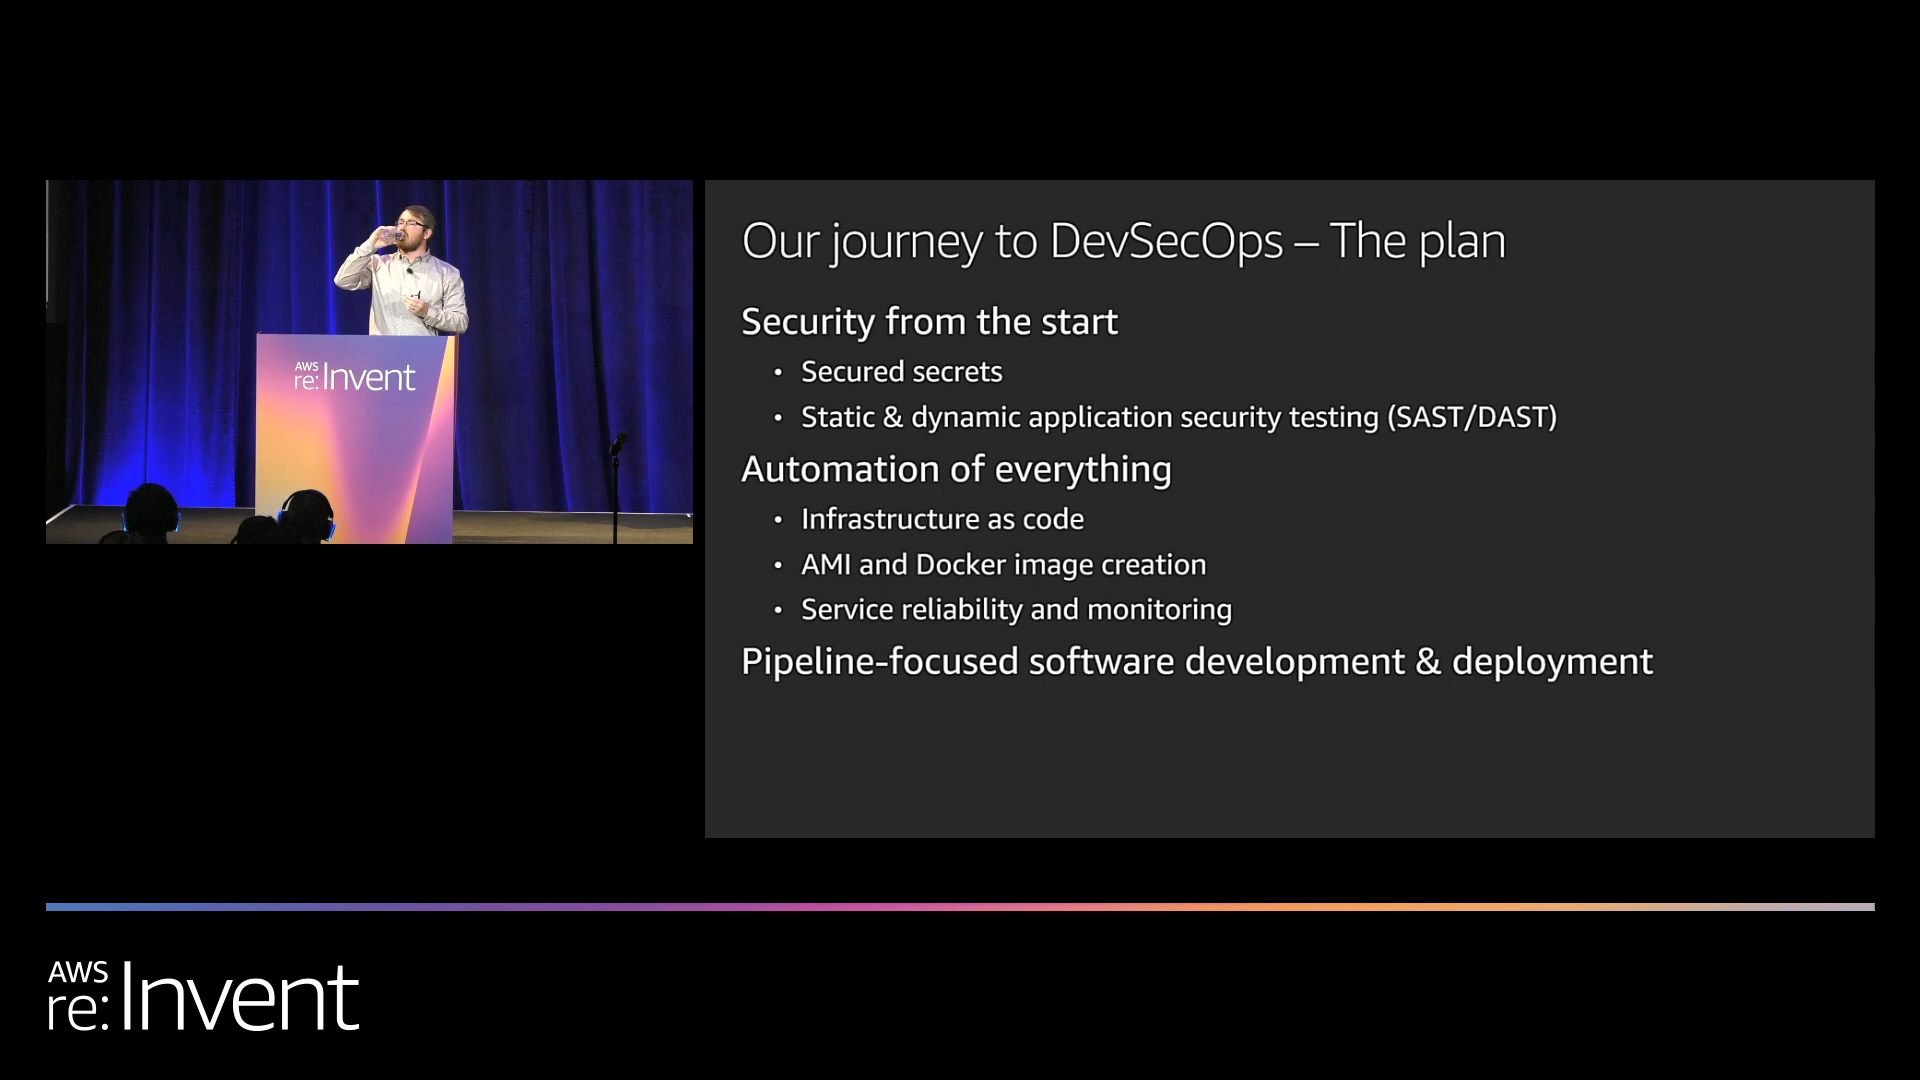 AWS
re:Invent
Our journey to DevSecOps – The plan
Security from the start
• Secured secrets
• Static & dynamic application security testing (SAST/DAST)
Automation of everything
• Infrastructure as code
• AMI and Docker image creation
• Service reliability and monitoring
Pipeline-focused software development & deployment
AWS
re:Invent